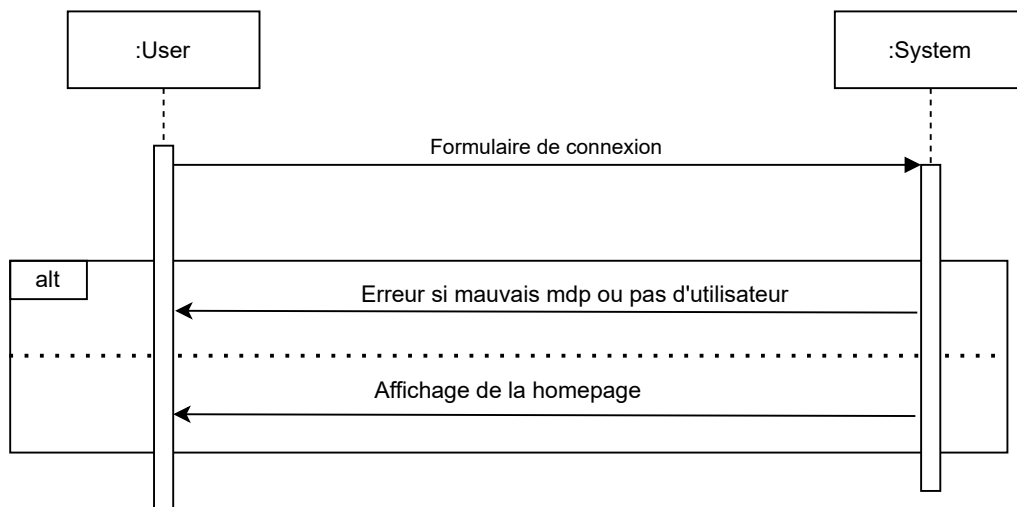 :User
:System
Formulaire de connexion
alt
Erreur si mauvais mdp ou pas d'utilisateur
Affichage de la homepage